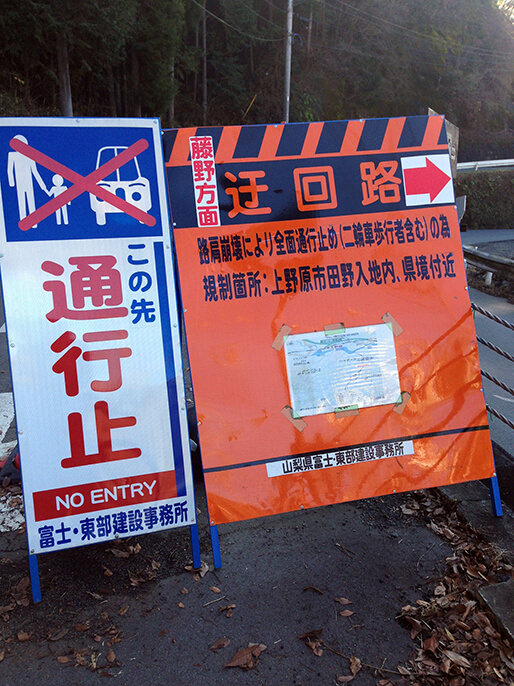 この先
通行止
NO ENTRY
富士・東部建設事務所
藤野方面
迂回路
路肩崩壊により全面通行止め(二輪車歩行者含む)の為
規制箇所・上野原市田野入地内、県境付近
山梨県富士・東部建設事務所